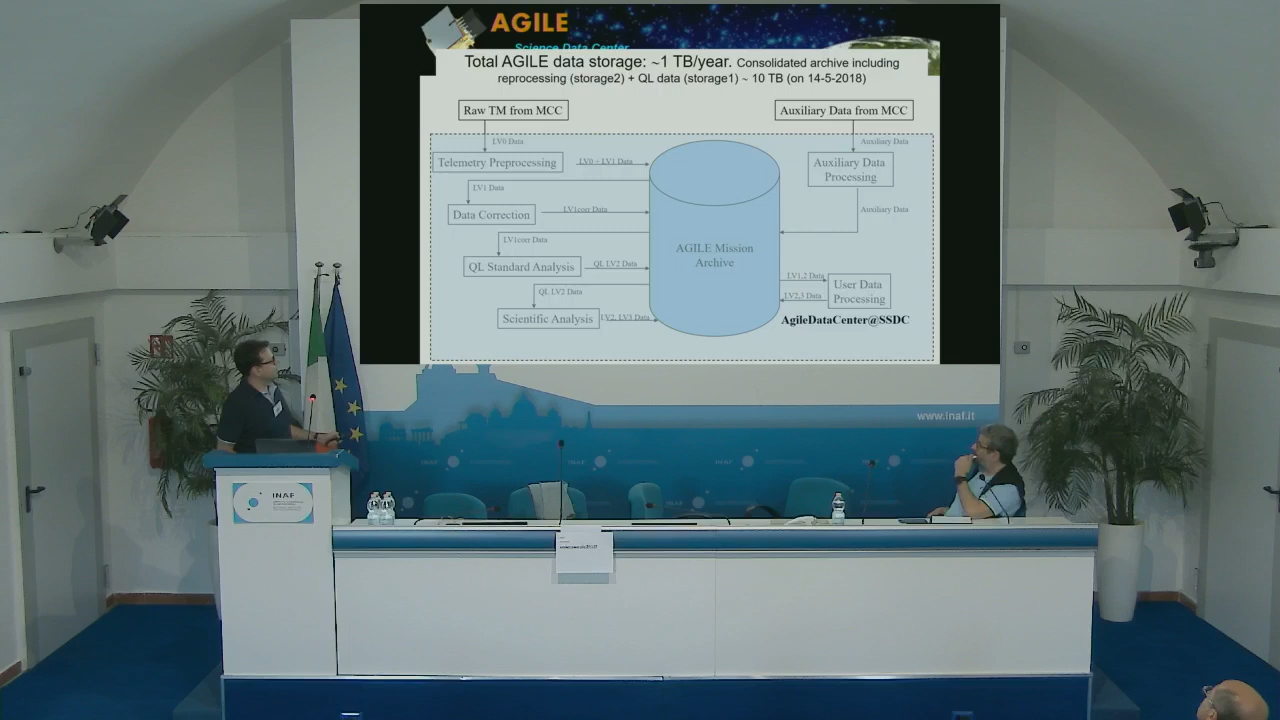 AGILE
Science Data Center
Total AGILE data storage: ~1 TB/year. Consolidated archive including
reprocessing (storage2) + QL data (storage1) ~ 10 TB (on 14-5-2018)
Raw TM from MCC
Auxiliary Data from MCC
LV0 Data
Auxiliary Data
Telemetry Preprocessing
LV0 + LV1 Data
Auxiliary Data
Processing
LV1 Data
Data Correction
LV1corr Data
Auxiliary Data
LV1corr Data
AGILE Mission
Archive
QL Standard Analysis
QL LV2 Data
LV1,2 Data
User Data
Processing
QL LV2 Data
LV2,3 Data
Scientific Analysis
LV2, LV3 Data
AgileDataCenter@SSDC
www.inaf.it
INAF